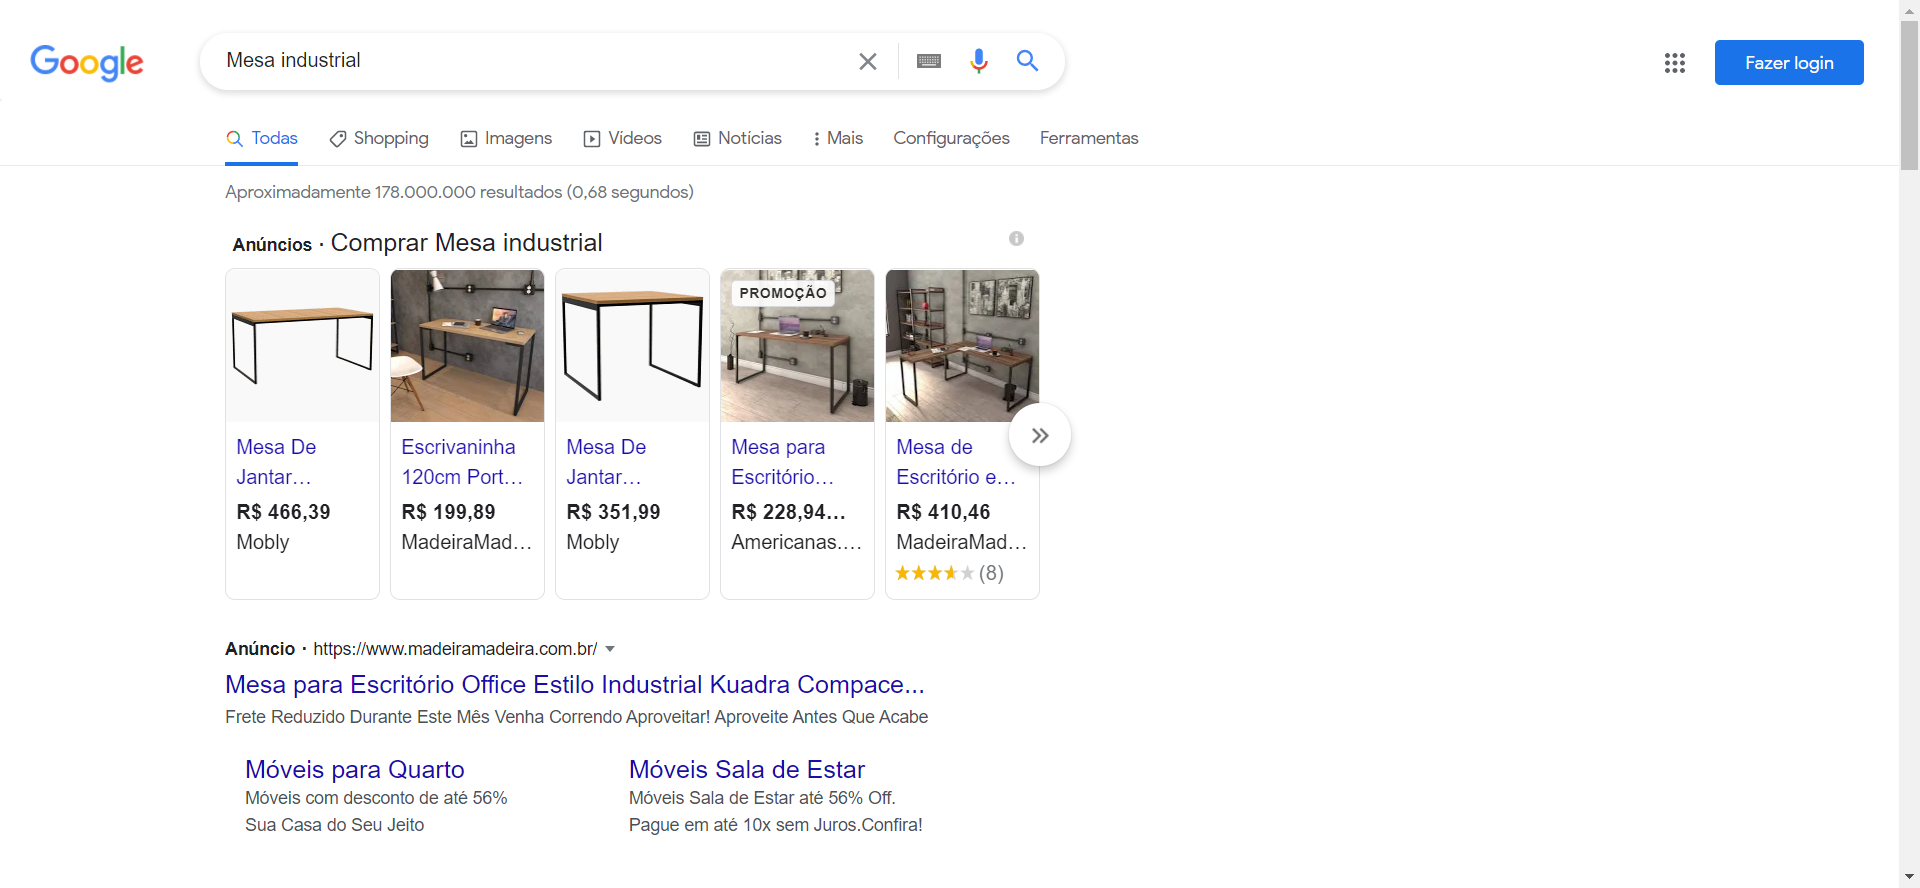 Google
Mesa industrial
Fazer login
Todas
Shopping
Imagens
Vídeos
Notícias
Mais
Configurações
Ferramentas
Aproximadamente 178.000.000 resultados (0,68 segundos)
Anúncios · Comprar Mesa industrial
Mesa De
Jantar...
R$ 466,39
Mobly
Escrivaninha
120cm Port...
R$ 199,89
MadeiraMad...
Mesa De
Jantar...
R$ 351,99
Mobly
PROMOÇÃO
Mesa para
Escritório...
R$ 228,94...
Americanas....
Mesa de
Escritório e...
R$ 410,46
MadeiraMad...
(8)
Anúncio · https://www.madeiramadeira.com.br/
Mesa para Escritório Office Estilo Industrial Kuadra Compace...
Frete Reduzido Durante Este Mês Venha Correndo Aproveitar! Aproveite Antes Que Acabe
Móveis para Quarto
Móveis com desconto de até 56%
Sua Casa do Seu Jeito
Móveis Sala de Estar
Móveis Sala de Estar até 56% Off.
Pague em até 10x sem Juros.Confira!